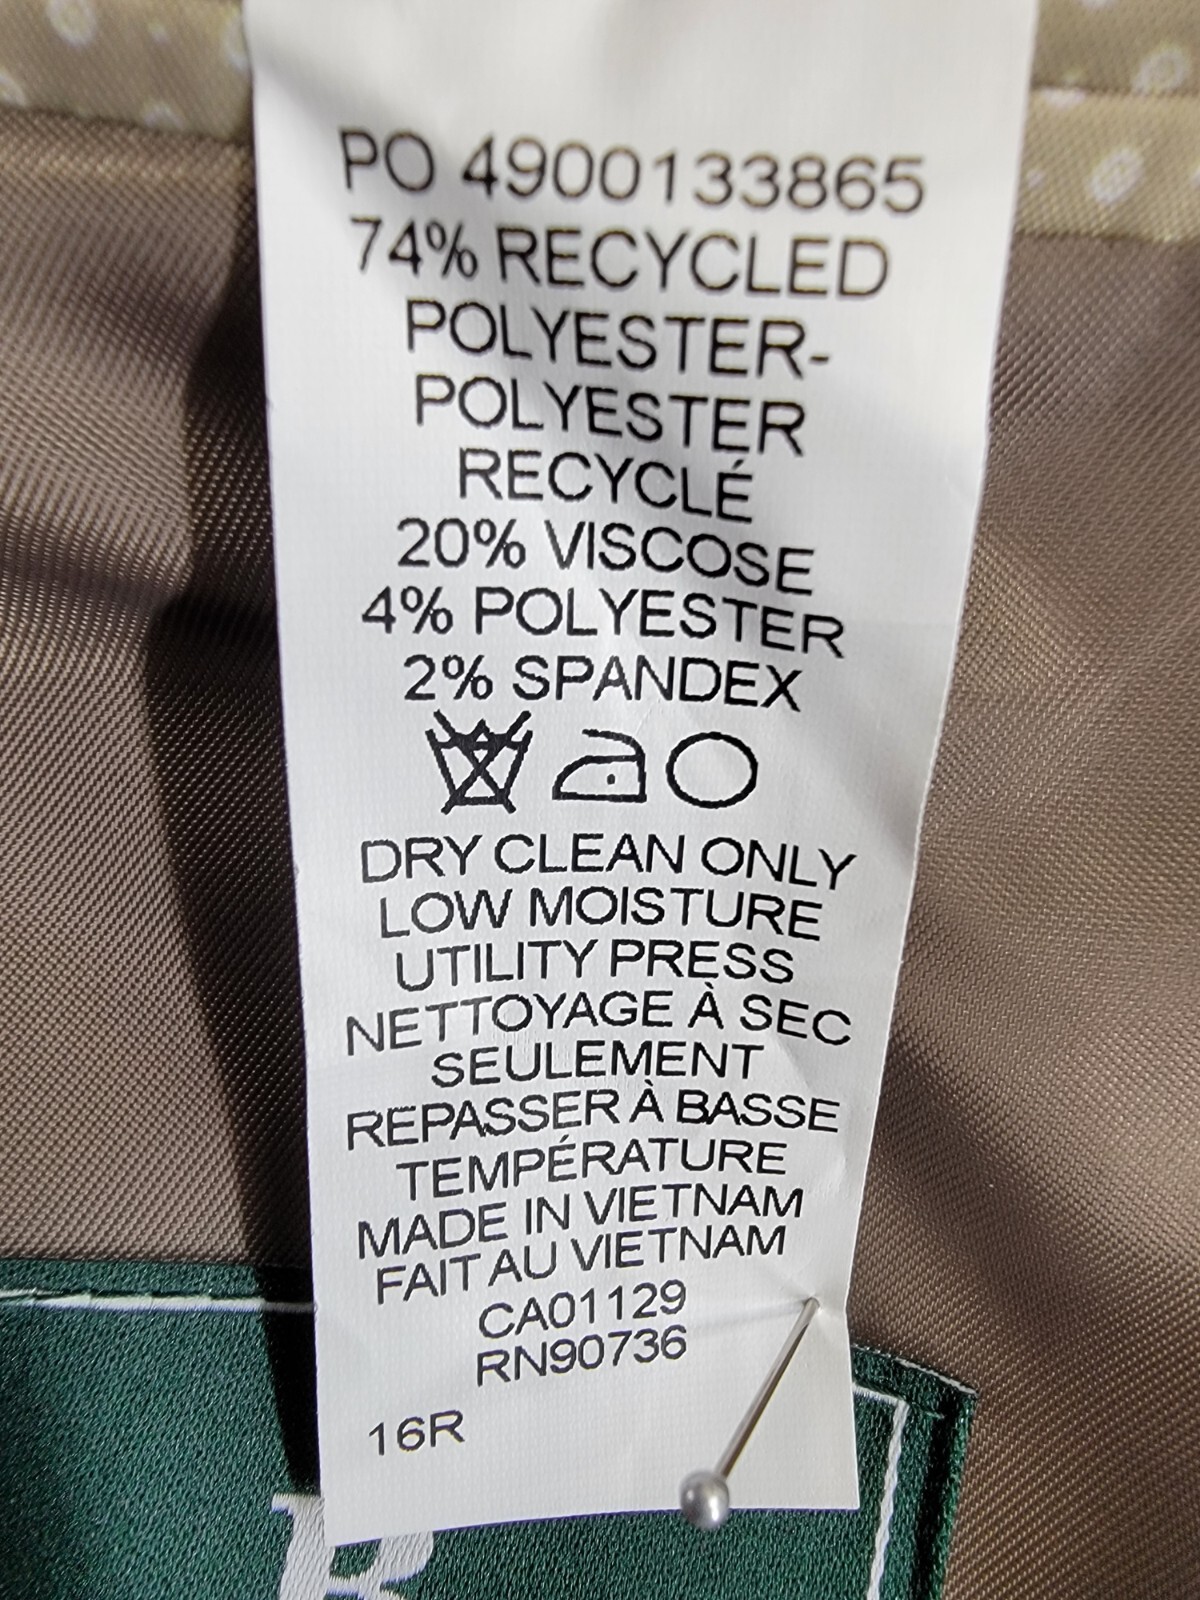 PO 4900133865
74% RECYCLED
POLYESTER-
POLYESTER
RECYCLÉ
20% VISCOSE
4% POLYESTER
2% SPANDEX
DRY CLEAN ONLY
LOW MOISTURE
UTILITY PRESS
NETTOYAGE À SEC
SEULEMENT
REPASSER À BASSE
TEMPÉRATURE
MADE IN VIETNAM
FAIT AU VIETNAM
CA01129
RN90736
16R